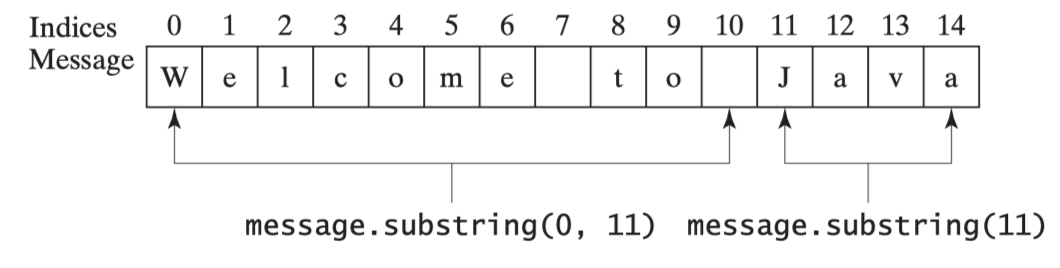 Indices 0 1 2 3 4 5 6 7 8 9 10 11 12 13 14
Message W e l c o m e t o J a v a
message.substring(0, 11) message.substring(11)